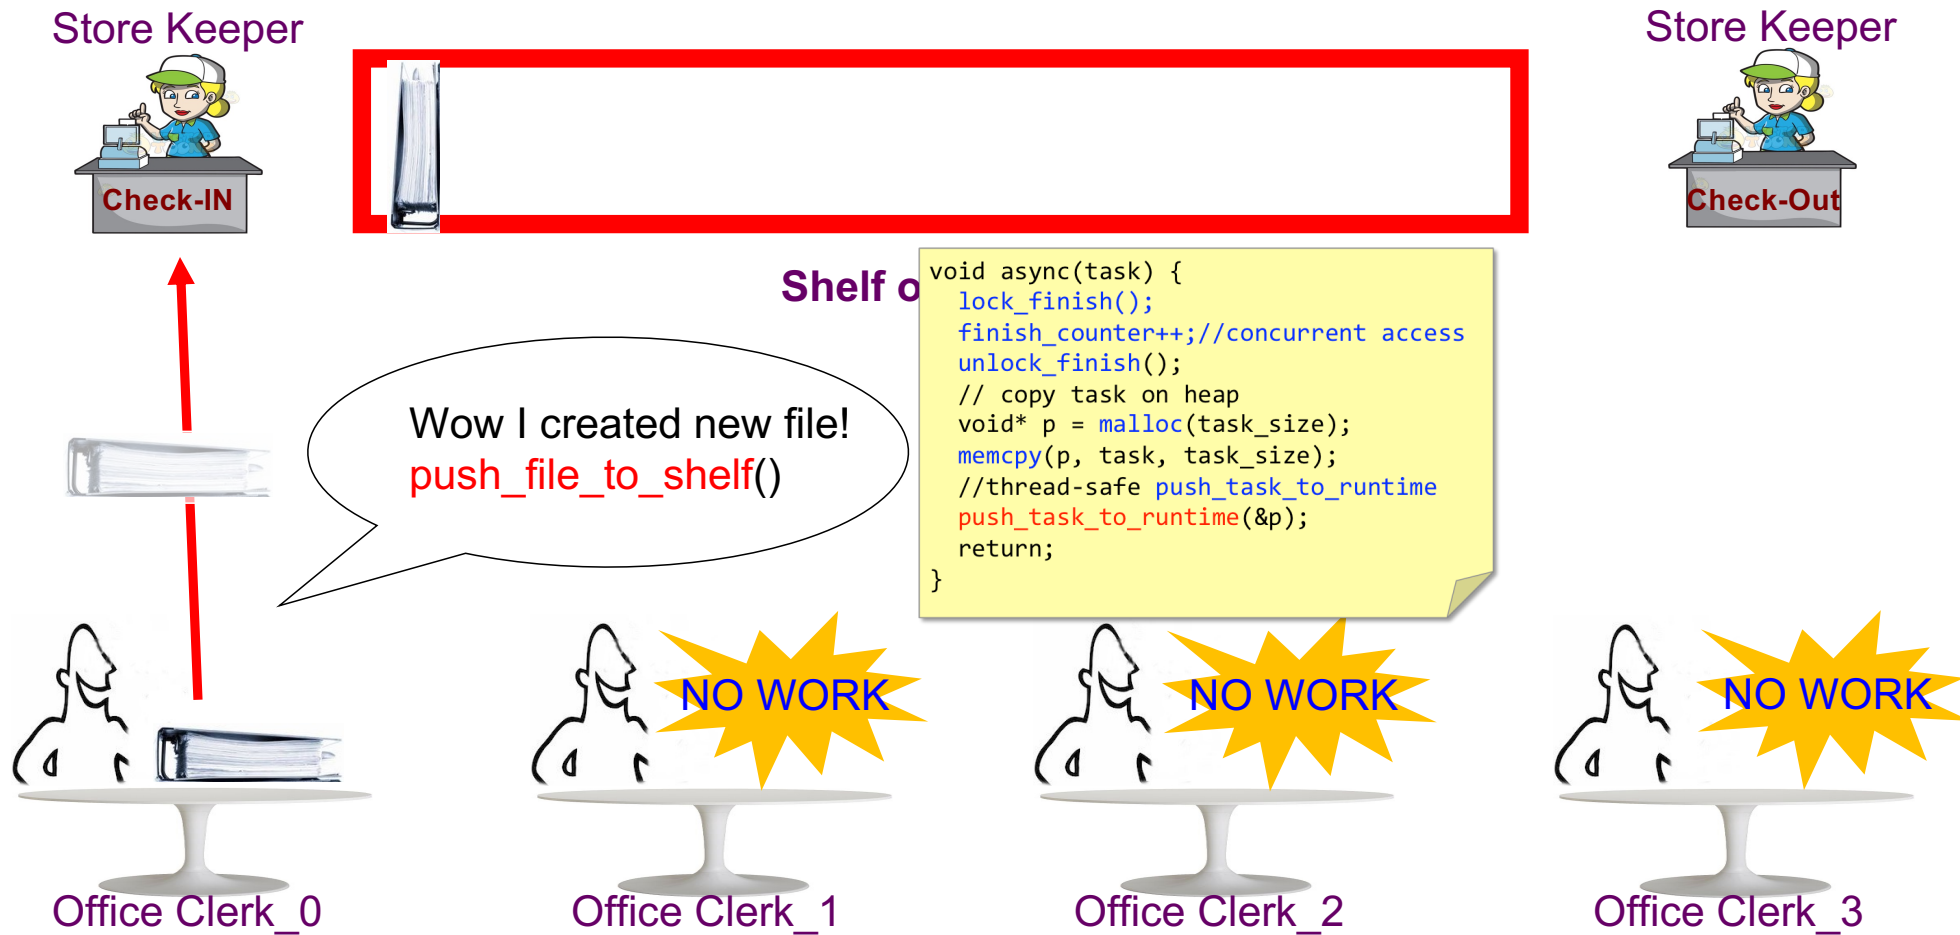 Store Keeper
Store Keeper
Check-IN
Check-Out
Shelf o
void async(task) {
lock_finish();
finish_counter++;//concurrent access
unlock_finish();
// copy task on heap
void* p = malloc(task_size);
memcpy(p, task, task_size);
//thread-safe push_task_to_runtime
push_task_to_runtime(&p);
return;
}
Wow I created new file!
push_file_to_shelf()
NO WORK
NO WORK
NO WORK
Office Clerk_0
Office Clerk_1
Office Clerk_2
Office Clerk_3